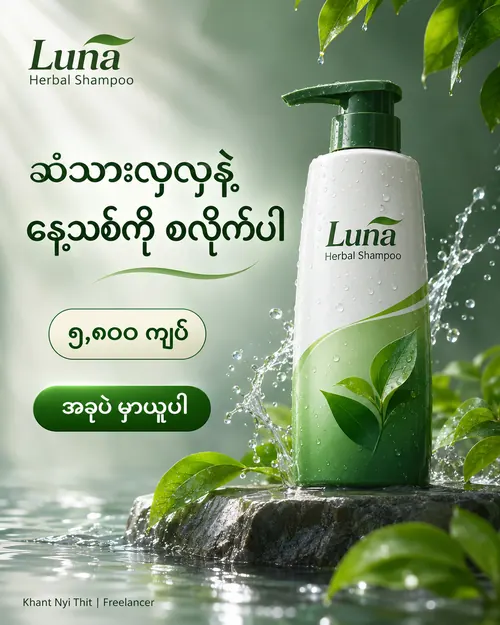 Luna
Herbal Shampoo
ဆံသားလှလှနဲ့
နေ့သစ်ကို စလိုက်ပါ
၅,၈၀၀ ကျပ်
အခုပဲ မှာယူပါ
Luna
Herbal Shampoo
Khant Nyi Thit | Freelancer